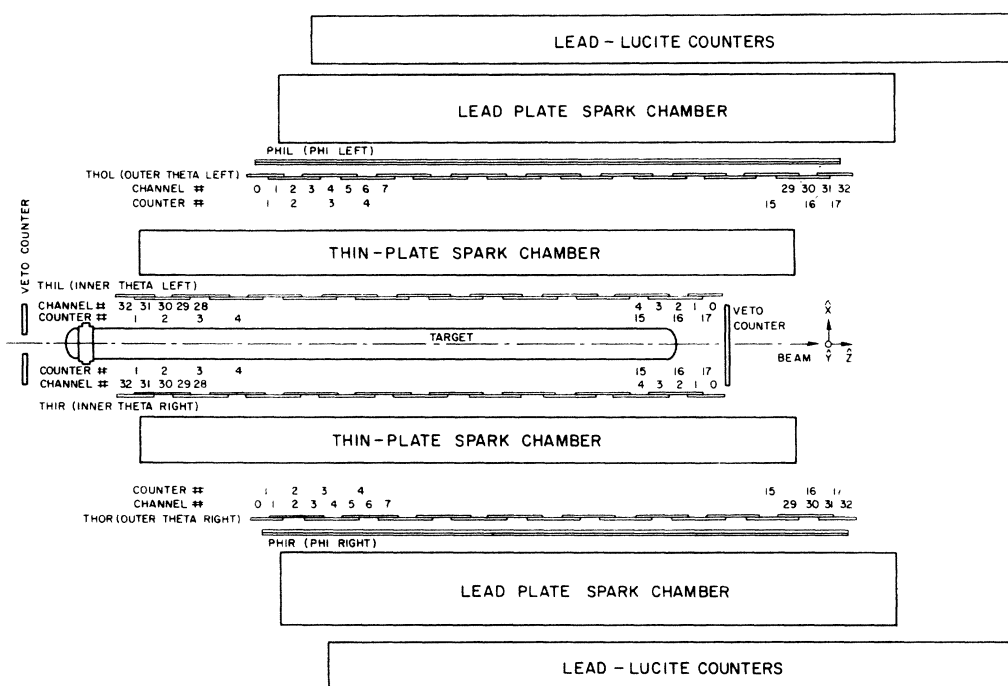 LEAD - LUCITE COUNTERS
LEAD PLATE SPARK CHAMBER
PHIL (PHI LEFT)
THOL (OUTER THETA LEFT)
CHANNEL # 0 1 2 3 4 5 6 7 29 30 31 32
COUNTER # 1 2 3 4 15 16 17
VETO COUNTER
THIN-PLATE SPARK CHAMBER
THIL (INNER THETA LEFT)
CHANNEL # 32 31 30 29 28 4 3 2 1 0
COUNTER # 1 2 3 4 15 16 17
VETO
COUNTER
TARGET
X̂
BEAM Ŷ Ẑ
COUNTER # 1 2 3 4 15 16 17
CHANNEL # 32 31 30 29 28 4 3 2 1 0
THIR (INNER THETA RIGHT)
THIN-PLATE SPARK CHAMBER
COUNTER # 1 2 3 4 15 16 17
CHANNEL # 0 1 2 3 4 5 6 7 29 30 31 32
THOR (OUTER THETA RIGHT)
PHIR (PHI RIGHT)
LEAD PLATE SPARK CHAMBER
LEAD - LUCITE COUNTERS